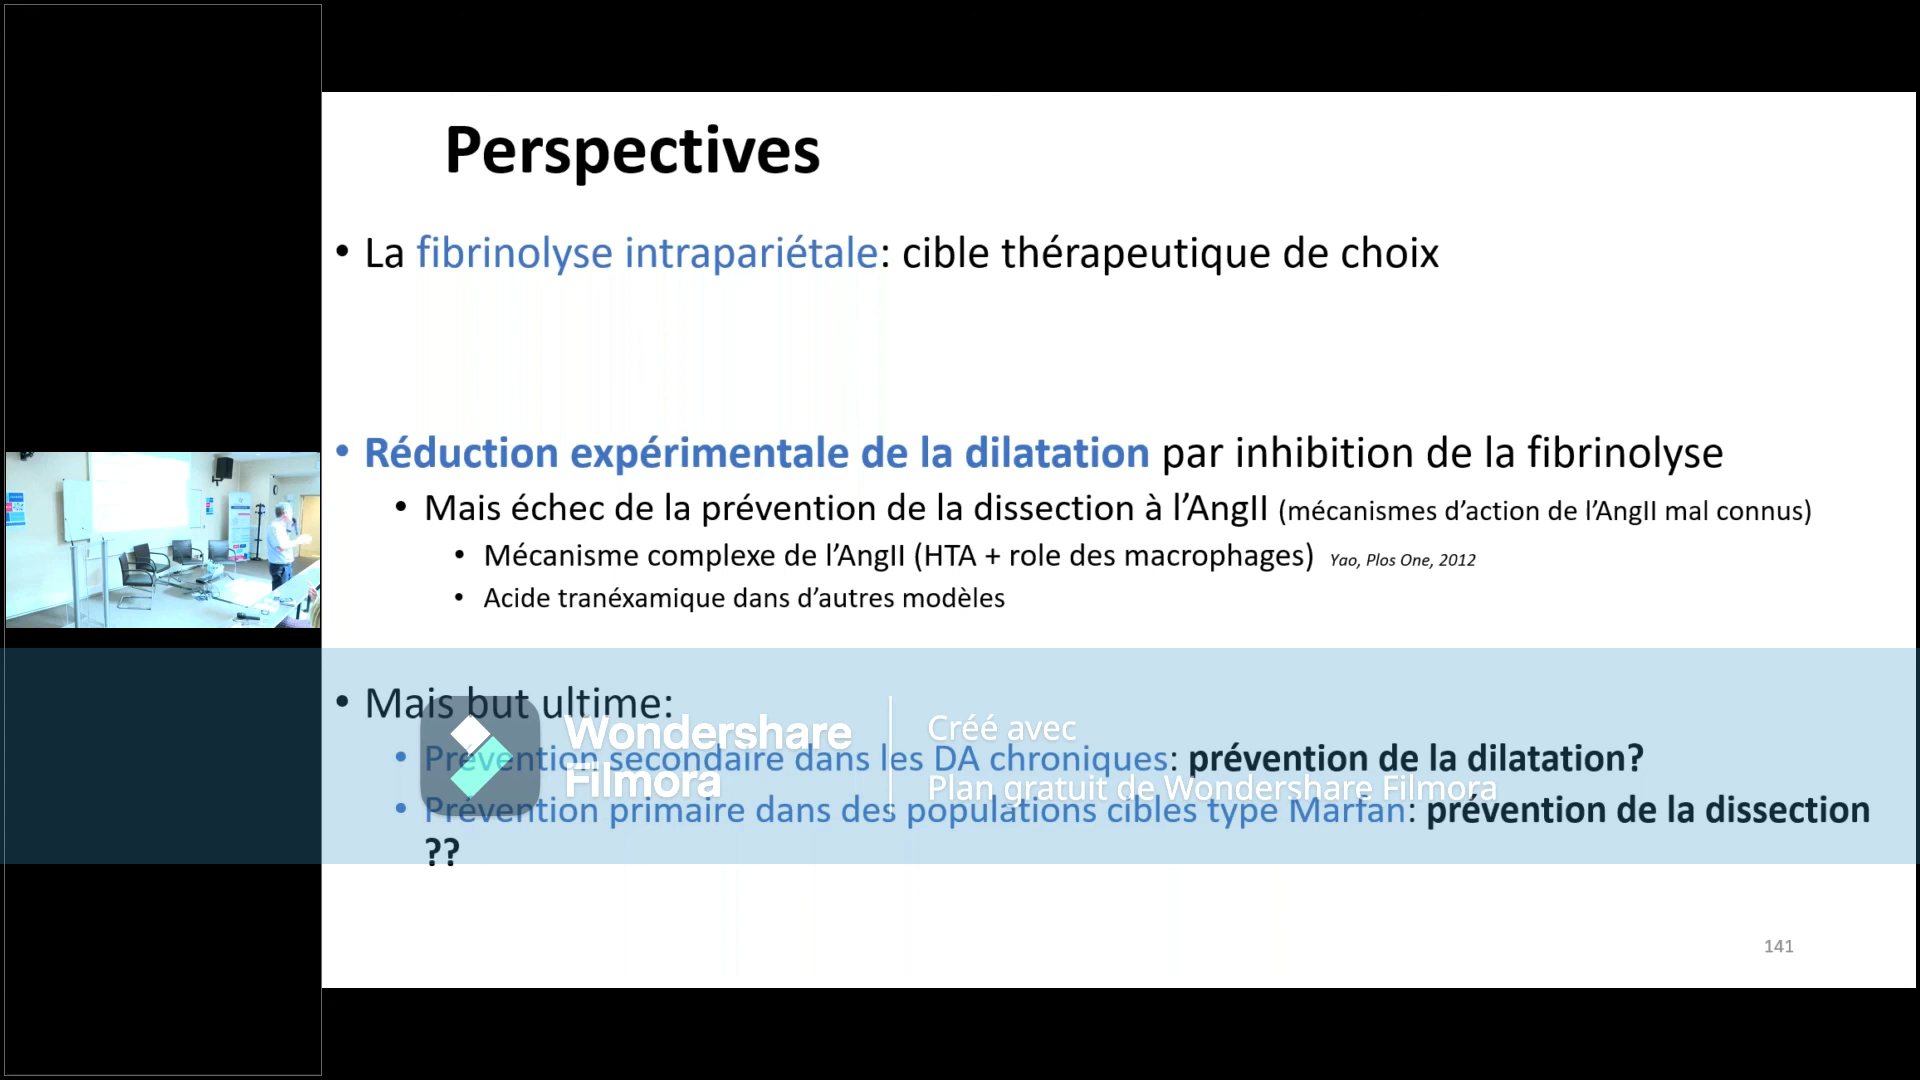 Perspectives
• La fibrinolyse intrapariétale: cible thérapeutique de choix
• Réduction expérimentale de la dilatation par inhibition de la fibrinolyse
• Mais échec de la prévention de la dissection à l’AngII (mécanismes d’action de l’AngII mal connus)
• Mécanisme complexe de l’AngII (HTA + role des macrophages) Yao, Plos One, 2012
• Acide tranéxamique dans d’autres modèles
• Mais but ultime:
• Prévention secondaire dans les DA chroniques: prévention de la dilatation?
• Prévention primaire dans des populations cibles type Marfan: prévention de la dissection
??
Wondershare
Filmora
Créé avec
Plan gratuit de Wondershare Filmora
141